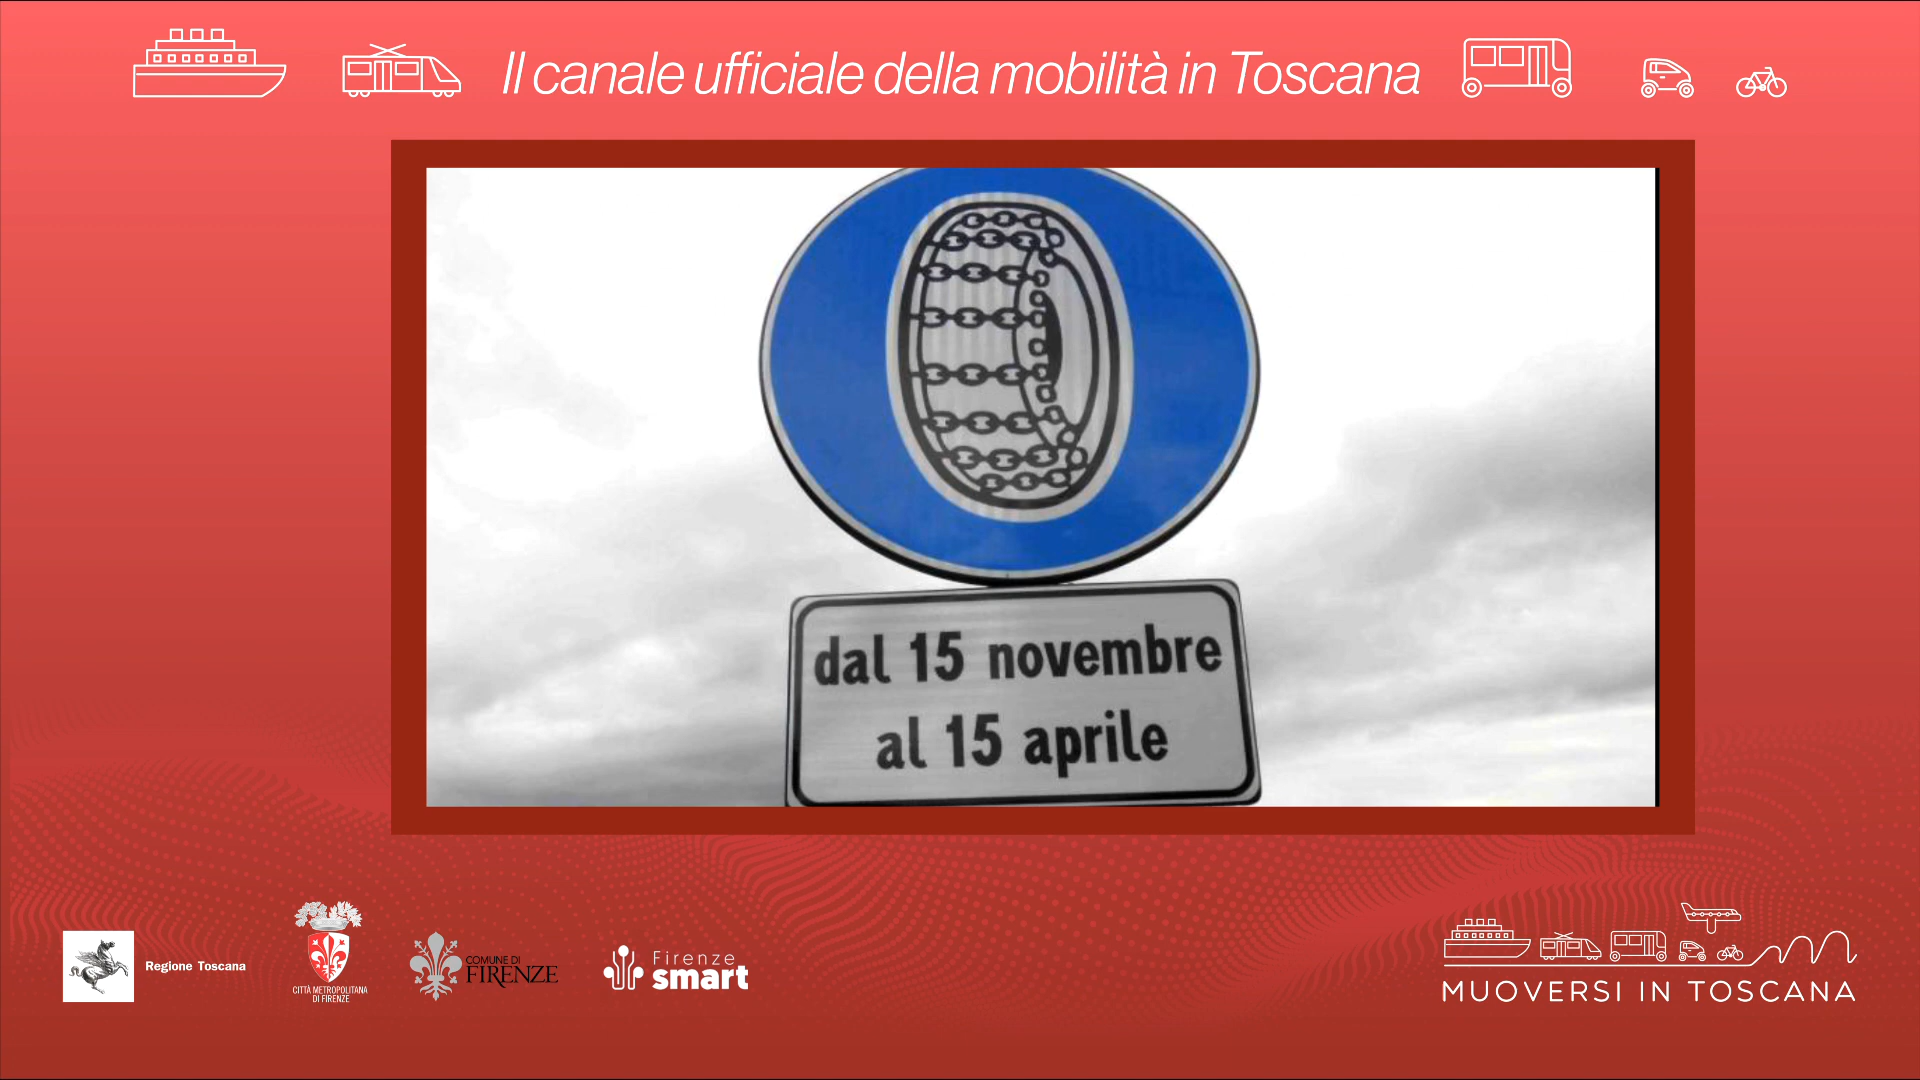 Il canale ufficiale della mobilità in Toscana
dal 15 novembre
al 15 aprile
Regione Toscana
CITTÀ METROPOLITANA
DI FIRENZE
COMUNE DI
FIRENZE
Firenze
smart
MUOVERSI IN TOSCANA